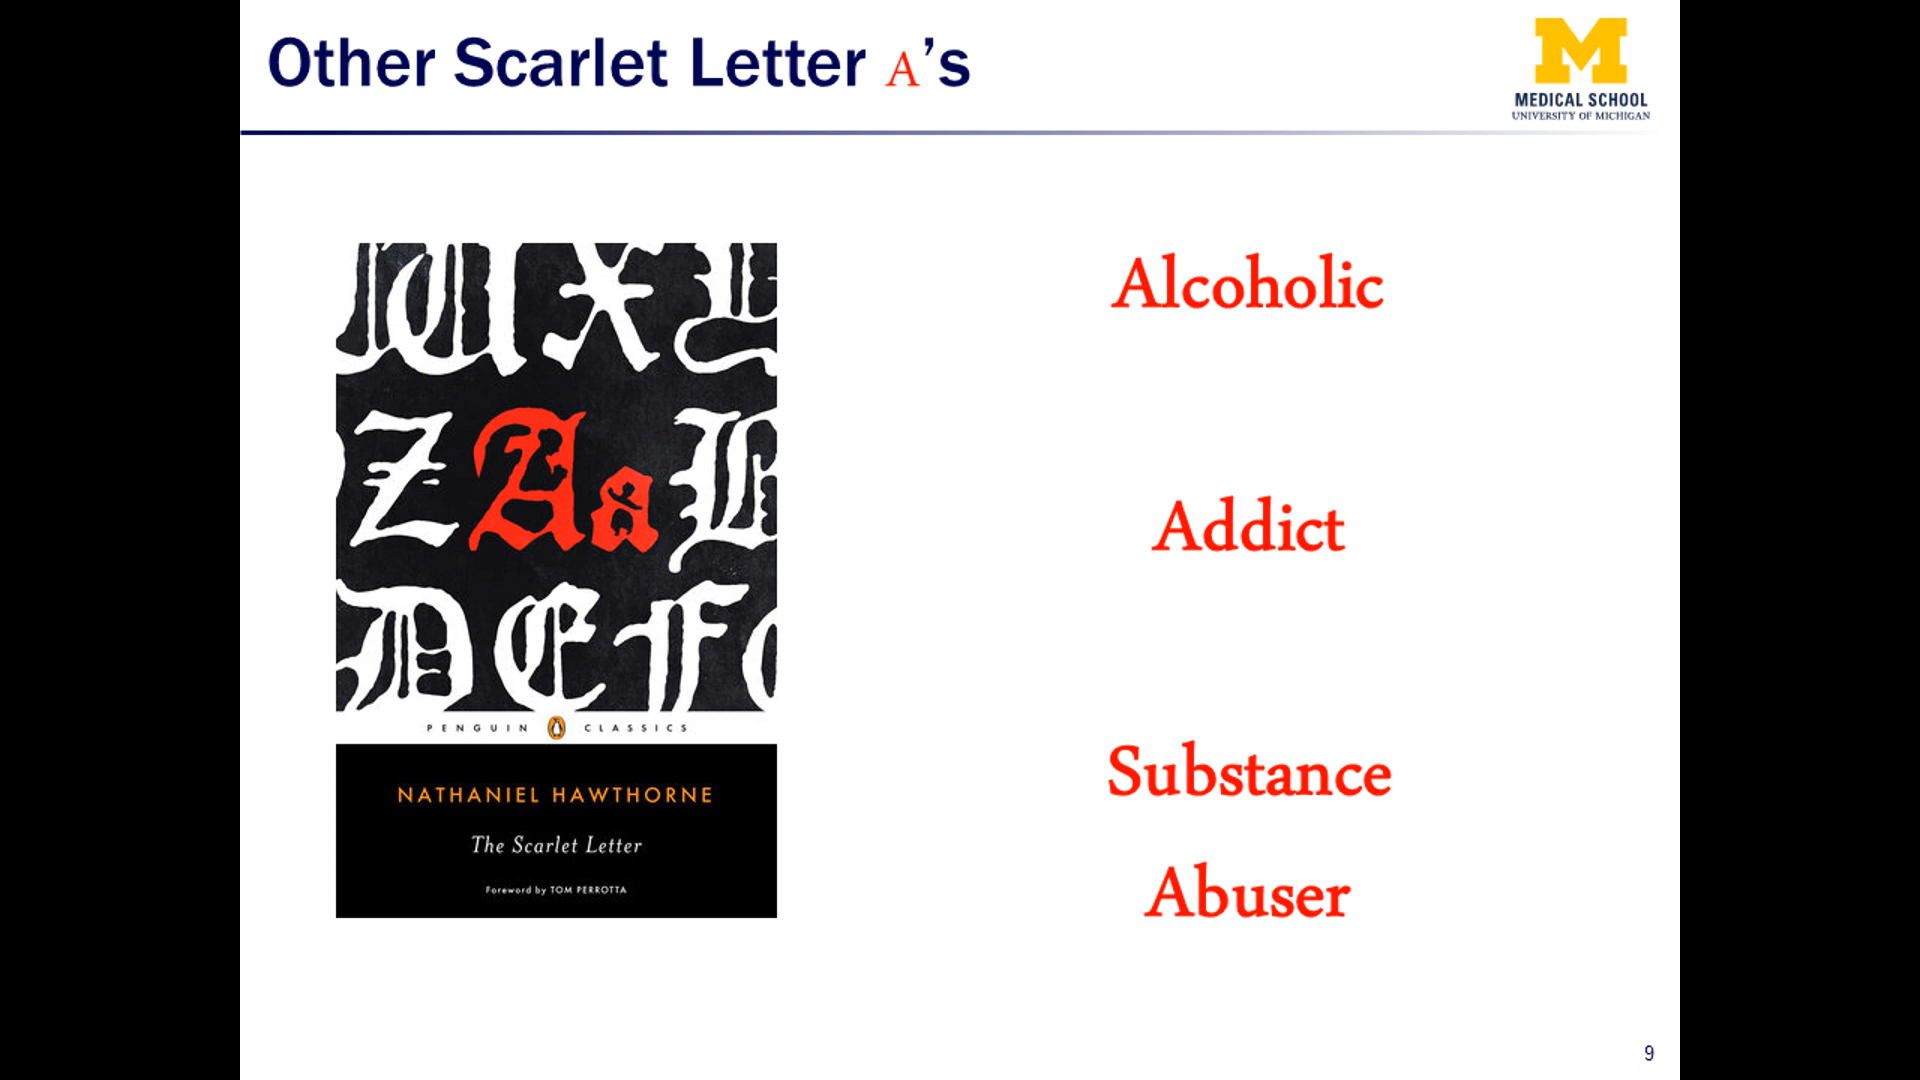 Other Scarlet Letter A’s
MEDICAL SCHOOL
UNIVERSITY OF MICHIGAN
Z Aa B
D E F
PENGUIN CLASSICS
NATHANIEL HAWTHORNE
The Scarlet Letter
Foreword by TOM PERROTTA
Alcoholic
Addict
Substance
Abuser
9